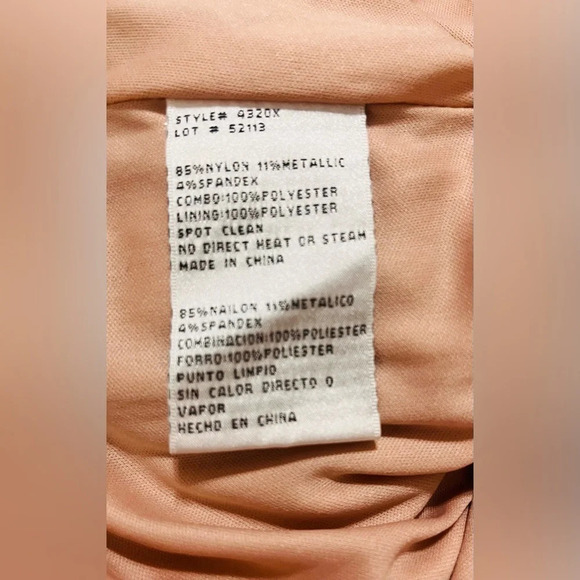 STYLE# 9320X
LOT # 52113
85%NYLON 11%METALLIC
4%SPANDEX
COMBO:100%POLYESTER
LINING:100%POLYESTER
SPOT CLEAN
NO DIRECT HEAT OR STEAM
MADE IN CHINA
85%NAILON 11%METALICO
4%SPANDEX
COMBINACION:100%POLIESTER
FORRO:100%POLIESTER
PUNTO LIMPIO
SIN CALOR DIRECTO O
VAPOR
HECHO EN CHINA